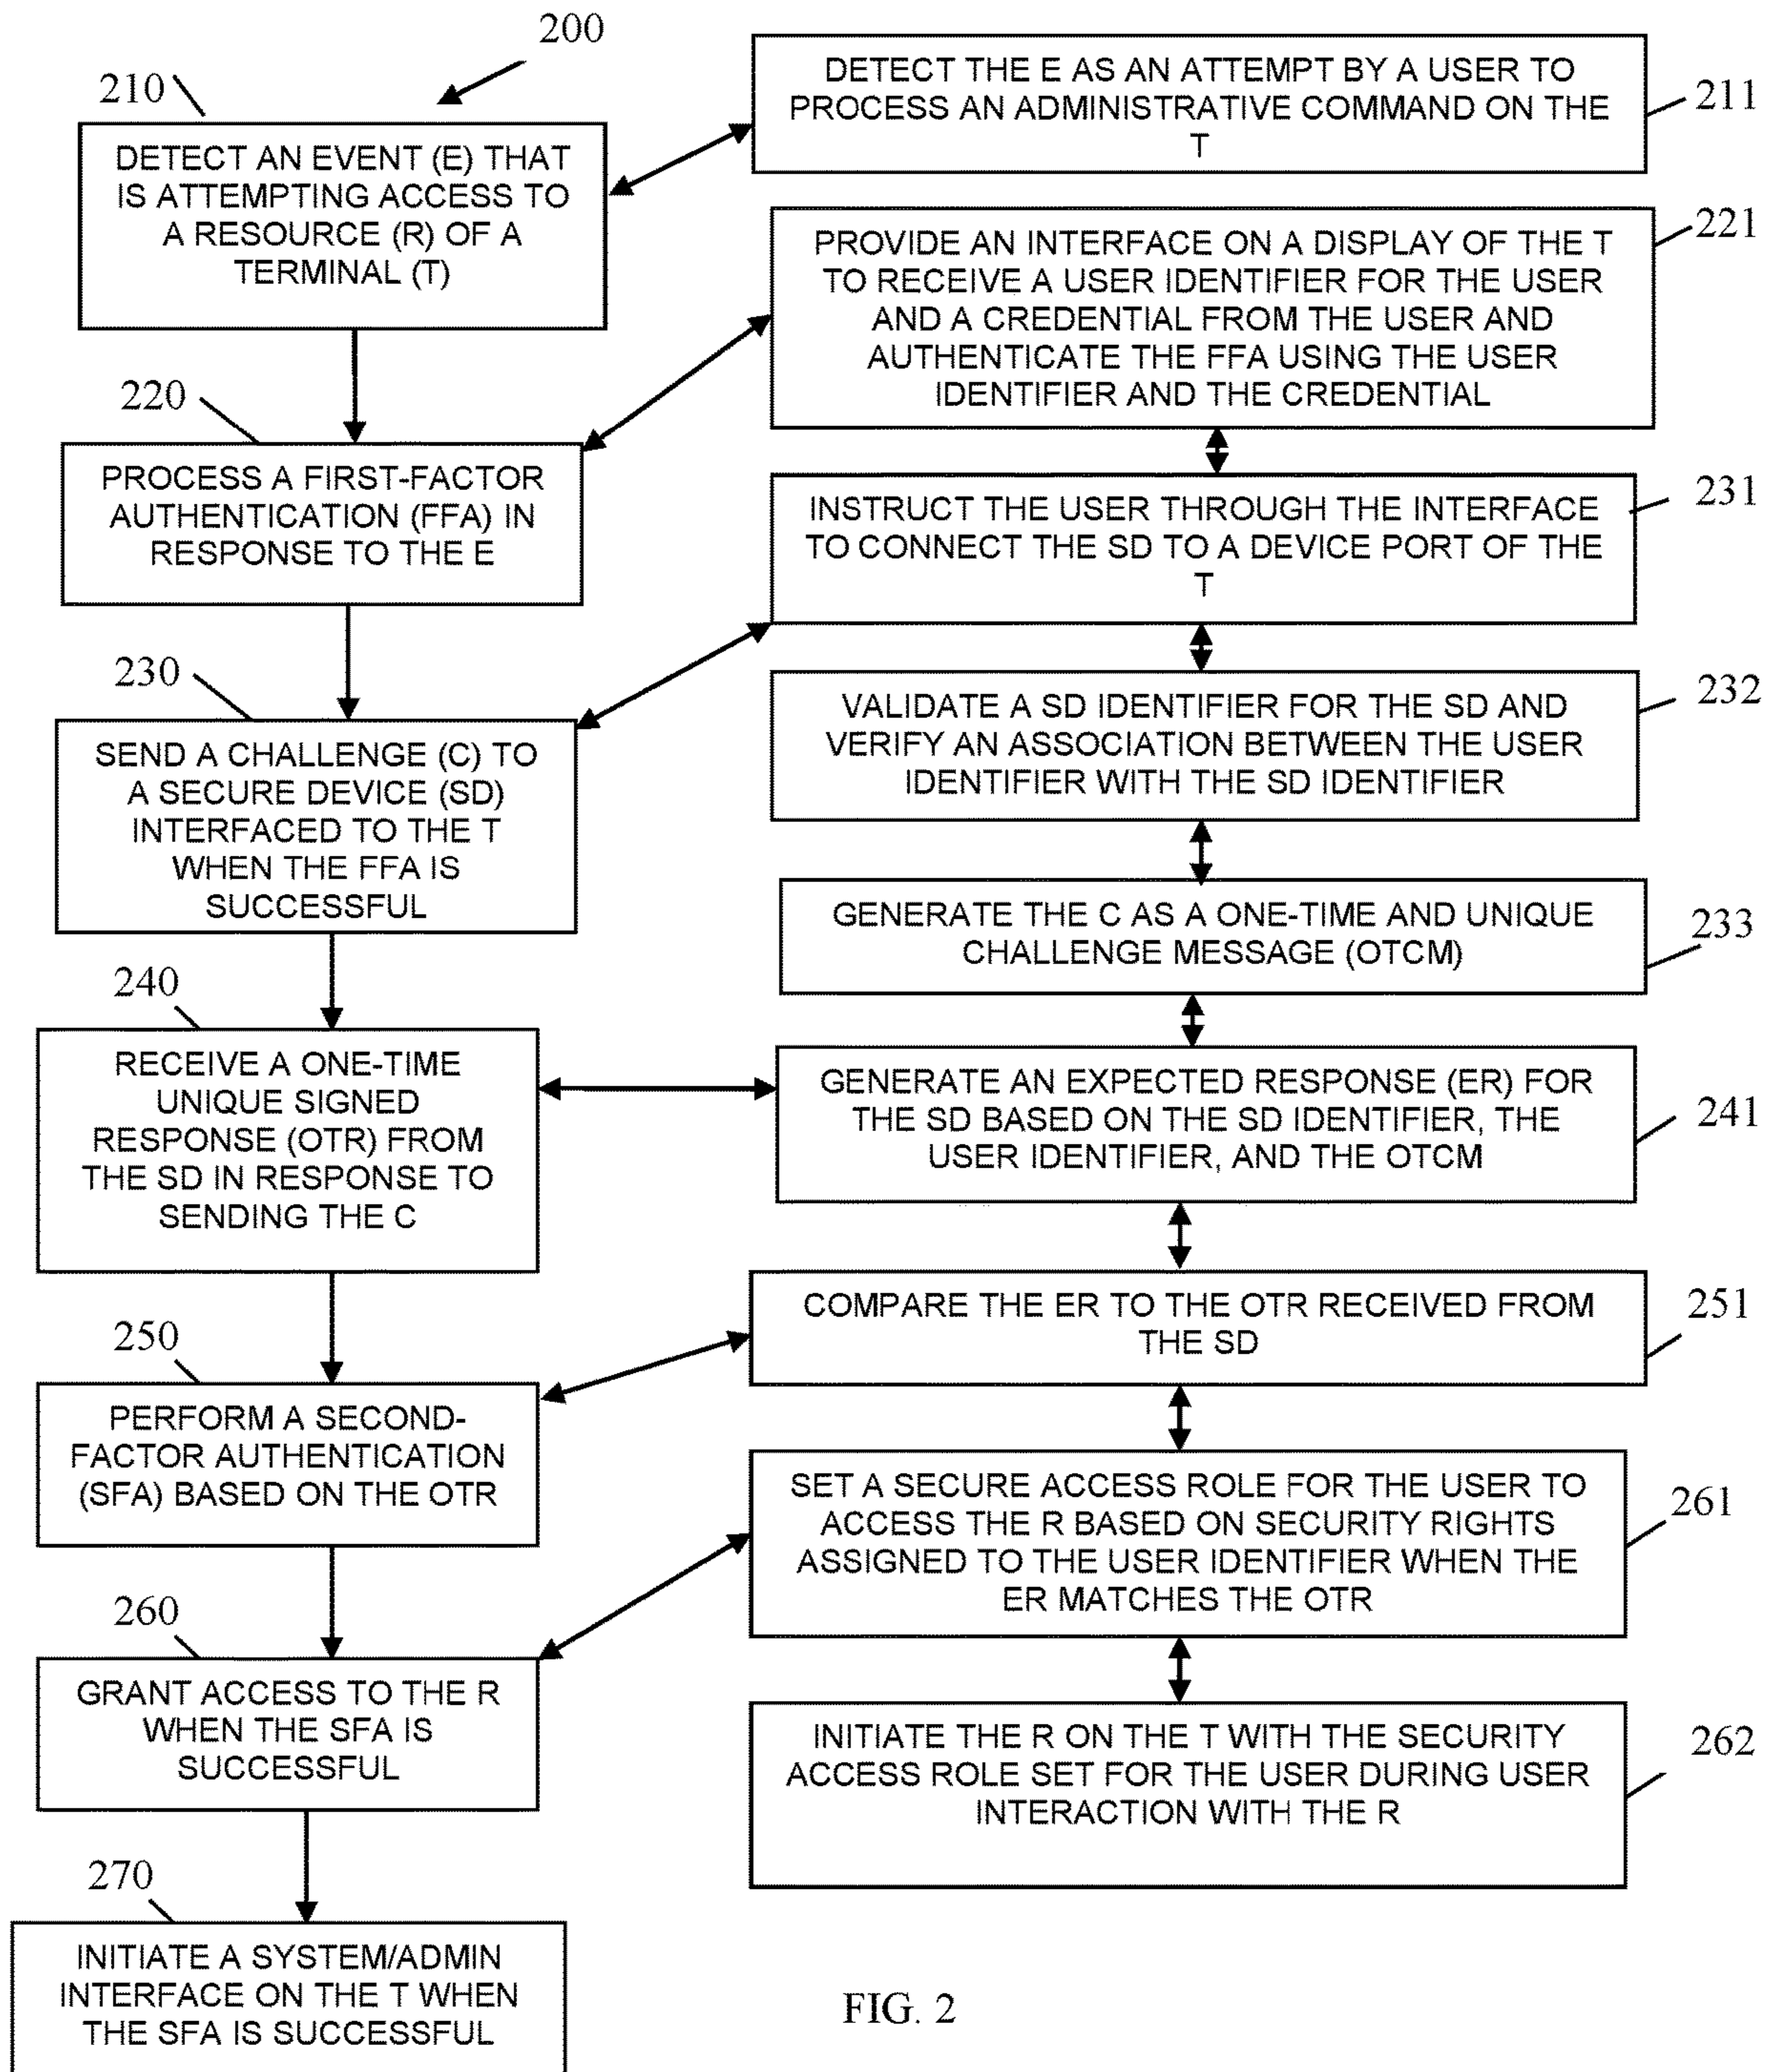 200
210
DETECT AN EVENT (E) THAT
IS ATTEMPTING ACCESS TO
A RESOURCE (R) OF A
TERMINAL (T)
DETECT THE E AS AN ATTEMPT BY A USER TO
PROCESS AN ADMINISTRATIVE COMMAND ON THE
T
211
220
PROCESS A FIRST-FACTOR
AUTHENTICATION (FFA) IN
RESPONSE TO THE E
PROVIDE AN INTERFACE ON A DISPLAY OF THE T
TO RECEIVE A USER IDENTIFIER FOR THE USER
AND A CREDENTIAL FROM THE USER AND
AUTHENTICATE THE FFA USING THE USER
IDENTIFIER AND THE CREDENTIAL
221
230
SEND A CHALLENGE (C) TO
A SECURE DEVICE (SD)
INTERFACED TO THE T
WHEN THE FFA IS
SUCCESSFUL
INSTRUCT THE USER THROUGH THE INTERFACE
TO CONNECT THE SD TO A DEVICE PORT OF THE
T
231
VALIDATE A SD IDENTIFIER FOR THE SD AND
VERIFY AN ASSOCIATION BETWEEN THE USER
IDENTIFIER WITH THE SD IDENTIFIER
232
GENERATE THE C AS A ONE-TIME AND UNIQUE
CHALLENGE MESSAGE (OTCM)
233
240
RECEIVE A ONE-TIME
UNIQUE SIGNED
RESPONSE (OTR) FROM
THE SD IN RESPONSE TO
SENDING THE C
GENERATE AN EXPECTED RESPONSE (ER) FOR
THE SD BASED ON THE SD IDENTIFIER, THE
USER IDENTIFIER, AND THE OTCM
241
250
PERFORM A SECOND-
FACTOR AUTHENTICATION
(SFA) BASED ON THE OTR
COMPARE THE ER TO THE OTR RECEIVED FROM
THE SD
251
260
GRANT ACCESS TO THE R
WHEN THE SFA IS
SUCCESSFUL
SET A SECURE ACCESS ROLE FOR THE USER TO
ACCESS THE R BASED ON SECURITY RIGHTS
ASSIGNED TO THE USER IDENTIFIER WHEN THE
ER MATCHES THE OTR
261
INITIATE THE R ON THE T WITH THE SECURITY
ACCESS ROLE SET FOR THE USER DURING USER
INTERACTION WITH THE R
262
270
INITIATE A SYSTEM/ADMIN
INTERFACE ON THE T WHEN
THE SFA IS SUCCESSFUL
FIG. 2